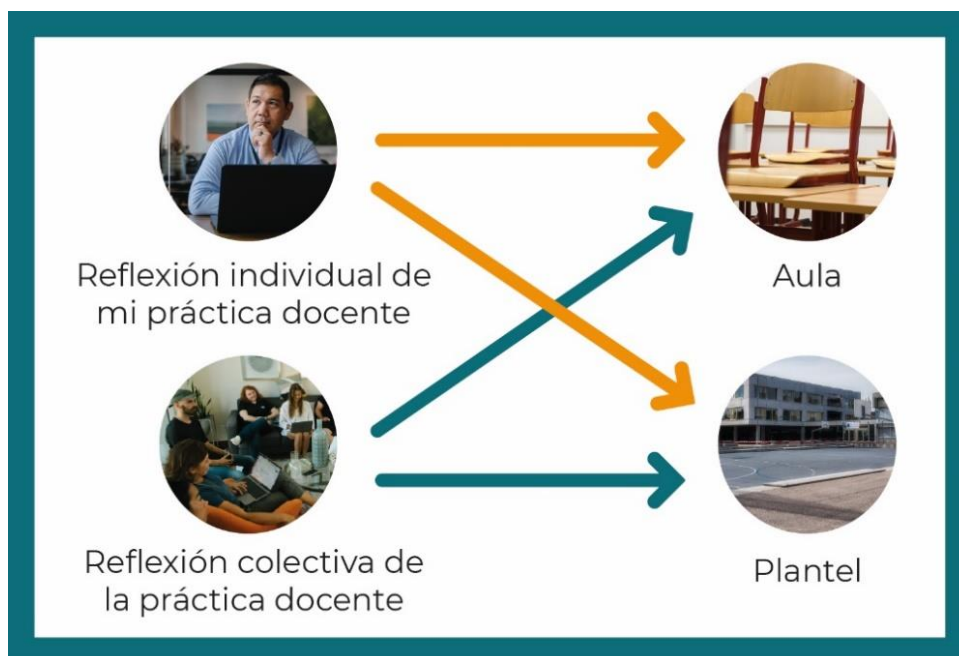 Reflexión individual de
mi práctica docente
Aula
Reflexión colectiva de
la práctica docente
Plantel